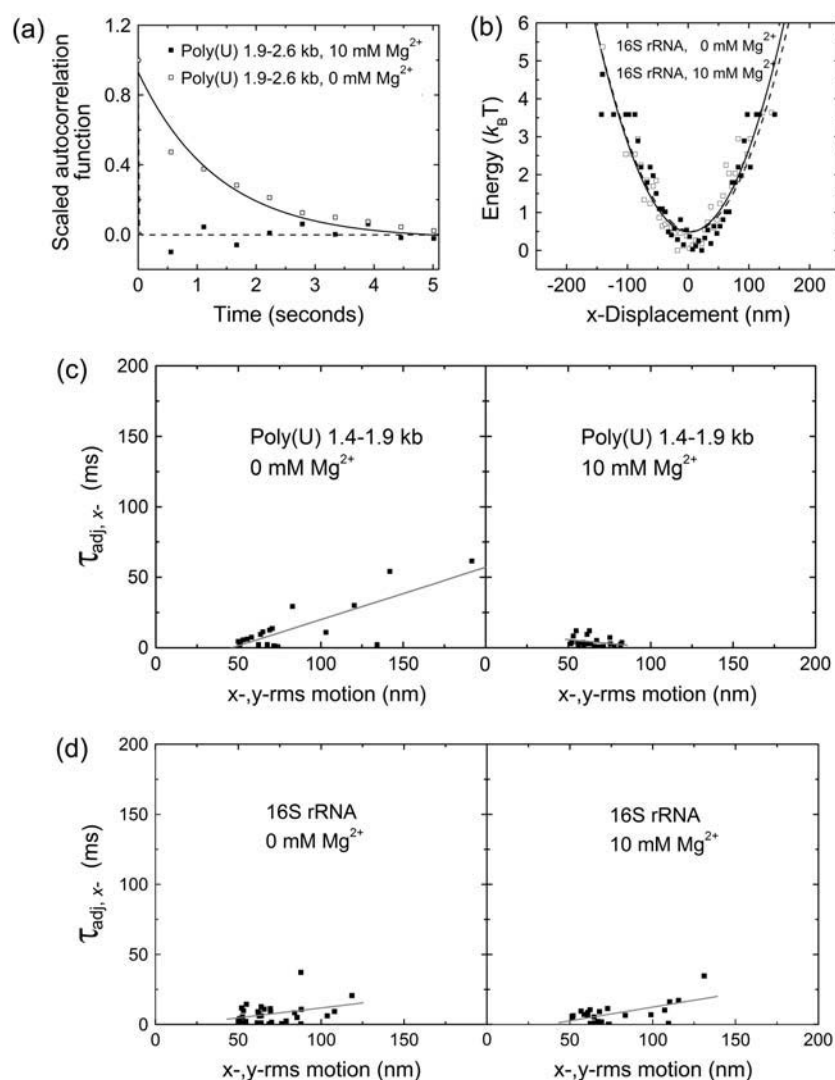 (a)
1.2
0.8
0.4
0.0
Scaled autocorrelation
function
Poly(U) 1.9-2.6 kb, 10 mM Mg2+
Poly(U) 1.9-2.6 kb, 0 mM Mg2+
0 1 2 3 4 5
Time (seconds)
(b)
6
5
4
3
2
1
0
Energy (kBT)
16S rRNA, 0 mM Mg2+
16S rRNA, 10 mM Mg2+
-200 -100 0 100 200
x-Displacement (nm)
(c)
200
150
100
50
0
τadj, x- (ms)
Poly(U) 1.4-1.9 kb
0 mM Mg2+
Poly(U) 1.4-1.9 kb
10 mM Mg2+
0 50 100 150 0 50 100 150 200
x-,y-rms motion (nm)
x-,y-rms motion (nm)
(d)
200
150
100
50
0
τadj, x- (ms)
16S rRNA
0 mM Mg2+
16S rRNA
10 mM Mg2+
0 50 100 150 0 50 100 150 200
x-,y-rms motion (nm)
x-,y-rms motion (nm)